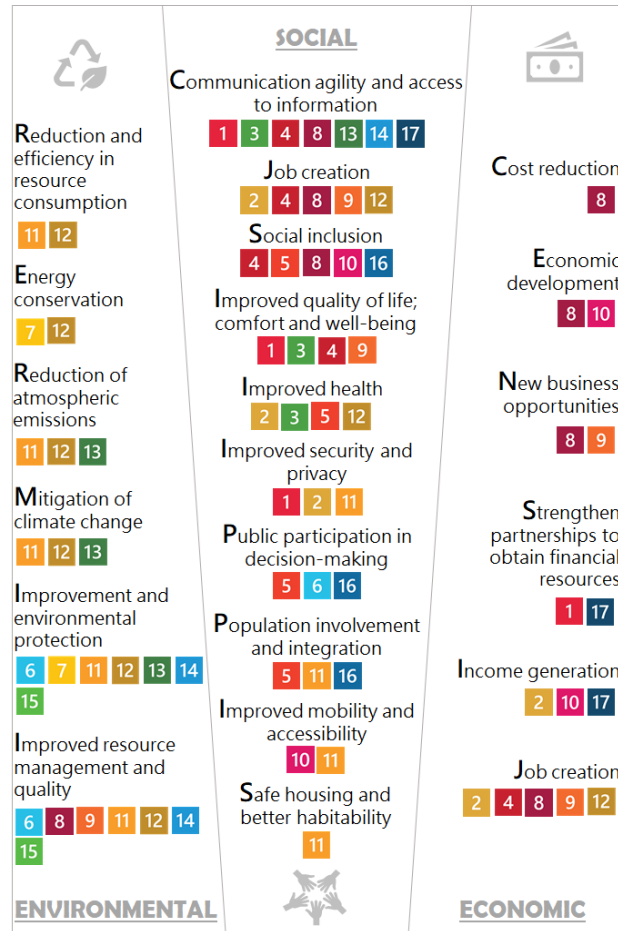 SOCIAL
Communication agility and access
to information
1 3 4 8 13 14 17
Job creation
2 4 8 9 12
Social inclusion
4 5 8 10 16
Improved quality of life;
comfort and well-being
1 3 4 9
Improved health
2 3 5 12
Improved security and
privacy
1 2 11
Public participation in
decision-making
5 6 16
Population involvement
and integration
5 11 16
Improved mobility and
accessibility
10 11
Safe housing and
better habitability
11
Reduction and
efficiency in
resource
consumption
11 12
Energy
conservation
7 12
Reduction of
atmospheric
emissions
11 12 13
Mitigation of
climate change
11 12 13
Improvement and
environmental
protection
6 7 11 12 13 14
15
Improved resource
management and
quality
6 8 9 11 12 14
15
ENVIRONMENTAL
Cost reduction
8
Economic
development
8 10
New business
opportunities
8 9
Strengthen
partnerships to
obtain financial
resources
1 17
Income generation
2 10 17
Job creation
2 4 8 9 12
ECONOMIC